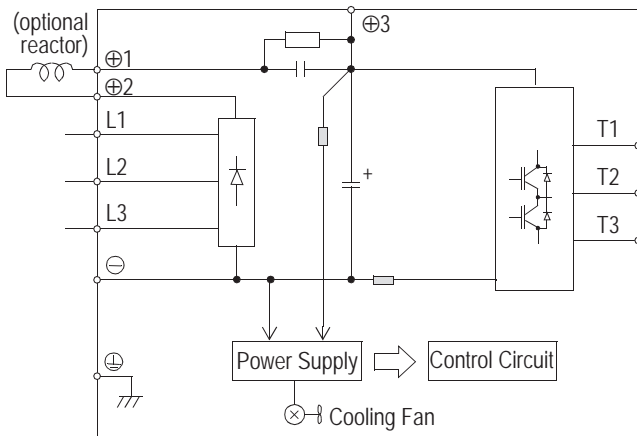 (optional
reactor)
⊕1
⊕2
⊕3
L1
L2
L3
⊖
+
T1
T2
T3
Power Supply
Control Circuit
Cooling Fan